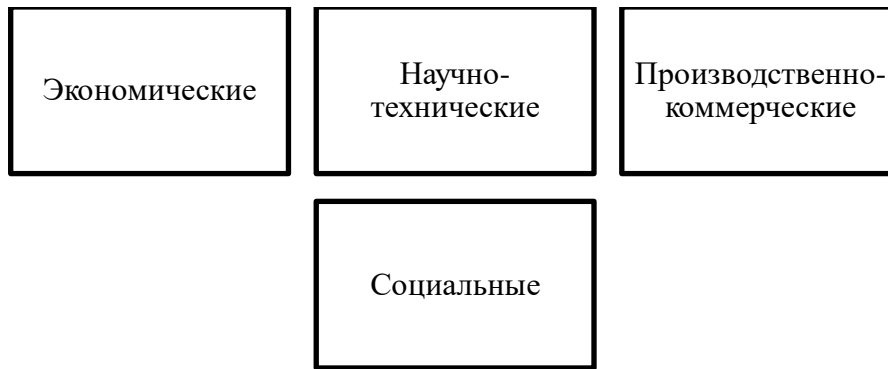 Экономические
Научно-
технические
Производственно-
коммерческие
Социальные